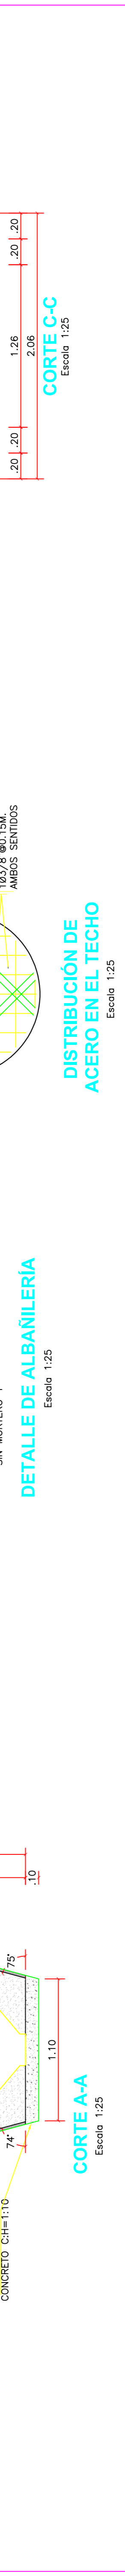 .20
.20
1.26
2.06
.20
.20
CORTE C-C
Escala 1:25
1Ø3/8 @0.15M.
AMBOS SENTIDOS
DISTRIBUCIÓN DE
ACERO EN EL TECHO
Escala 1:25
DETALLE DE ALBAÑILERÍA
Escala 1:25
.10
75°
74°
1.10
CONCRETO C:H=1:10
CORTE A-A
Escala 1:25